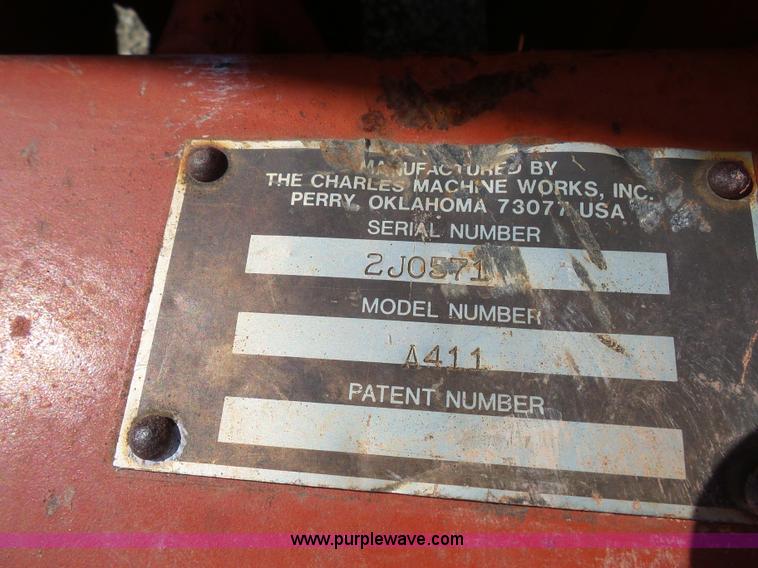 MANUFACTURED BY
THE CHARLES MACHINE WORKS, INC.
PERRY, OKLAHOMA 73077 USA
SERIAL NUMBER
2J0571
MODEL NUMBER
A411
PATENT NUMBER
www.purplewave.com